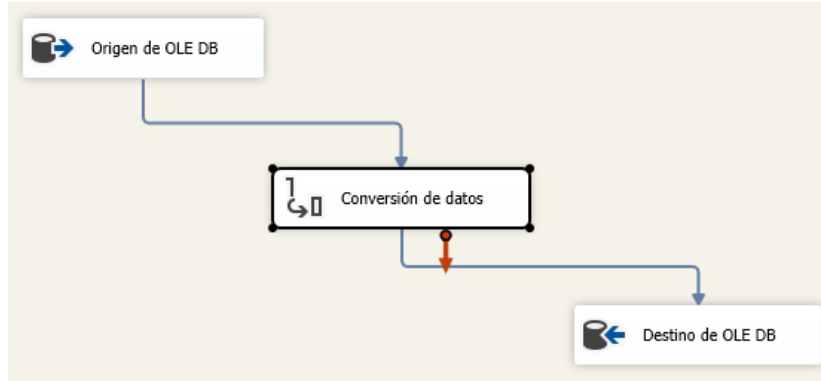 Origen de OLE DB
Conversión de datos
Destino de OLE DB